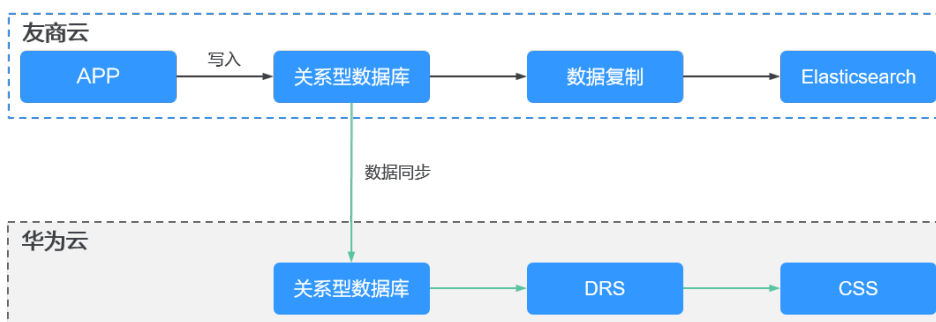 友商云
APP
写入
关系型数据库
数据复制
Elasticsearch
数据同步
华为云
关系型数据库
DRS
CSS